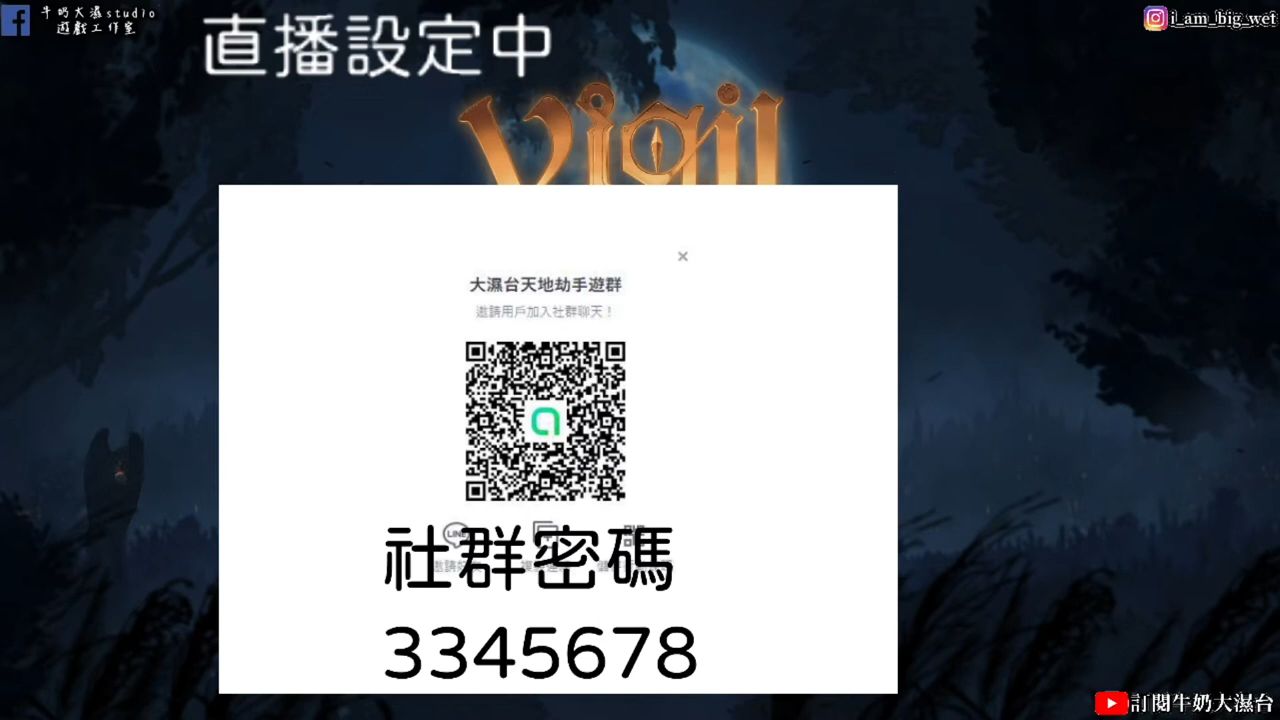 牛奶大濕studio
遊戲工作室
直播設定中
i_am_big_wet
Vigil
大濕台天地劫手遊群
邀請用戶加入社群聊天！
LINE
社群密碼
3345678
訂閱牛奶大濕台